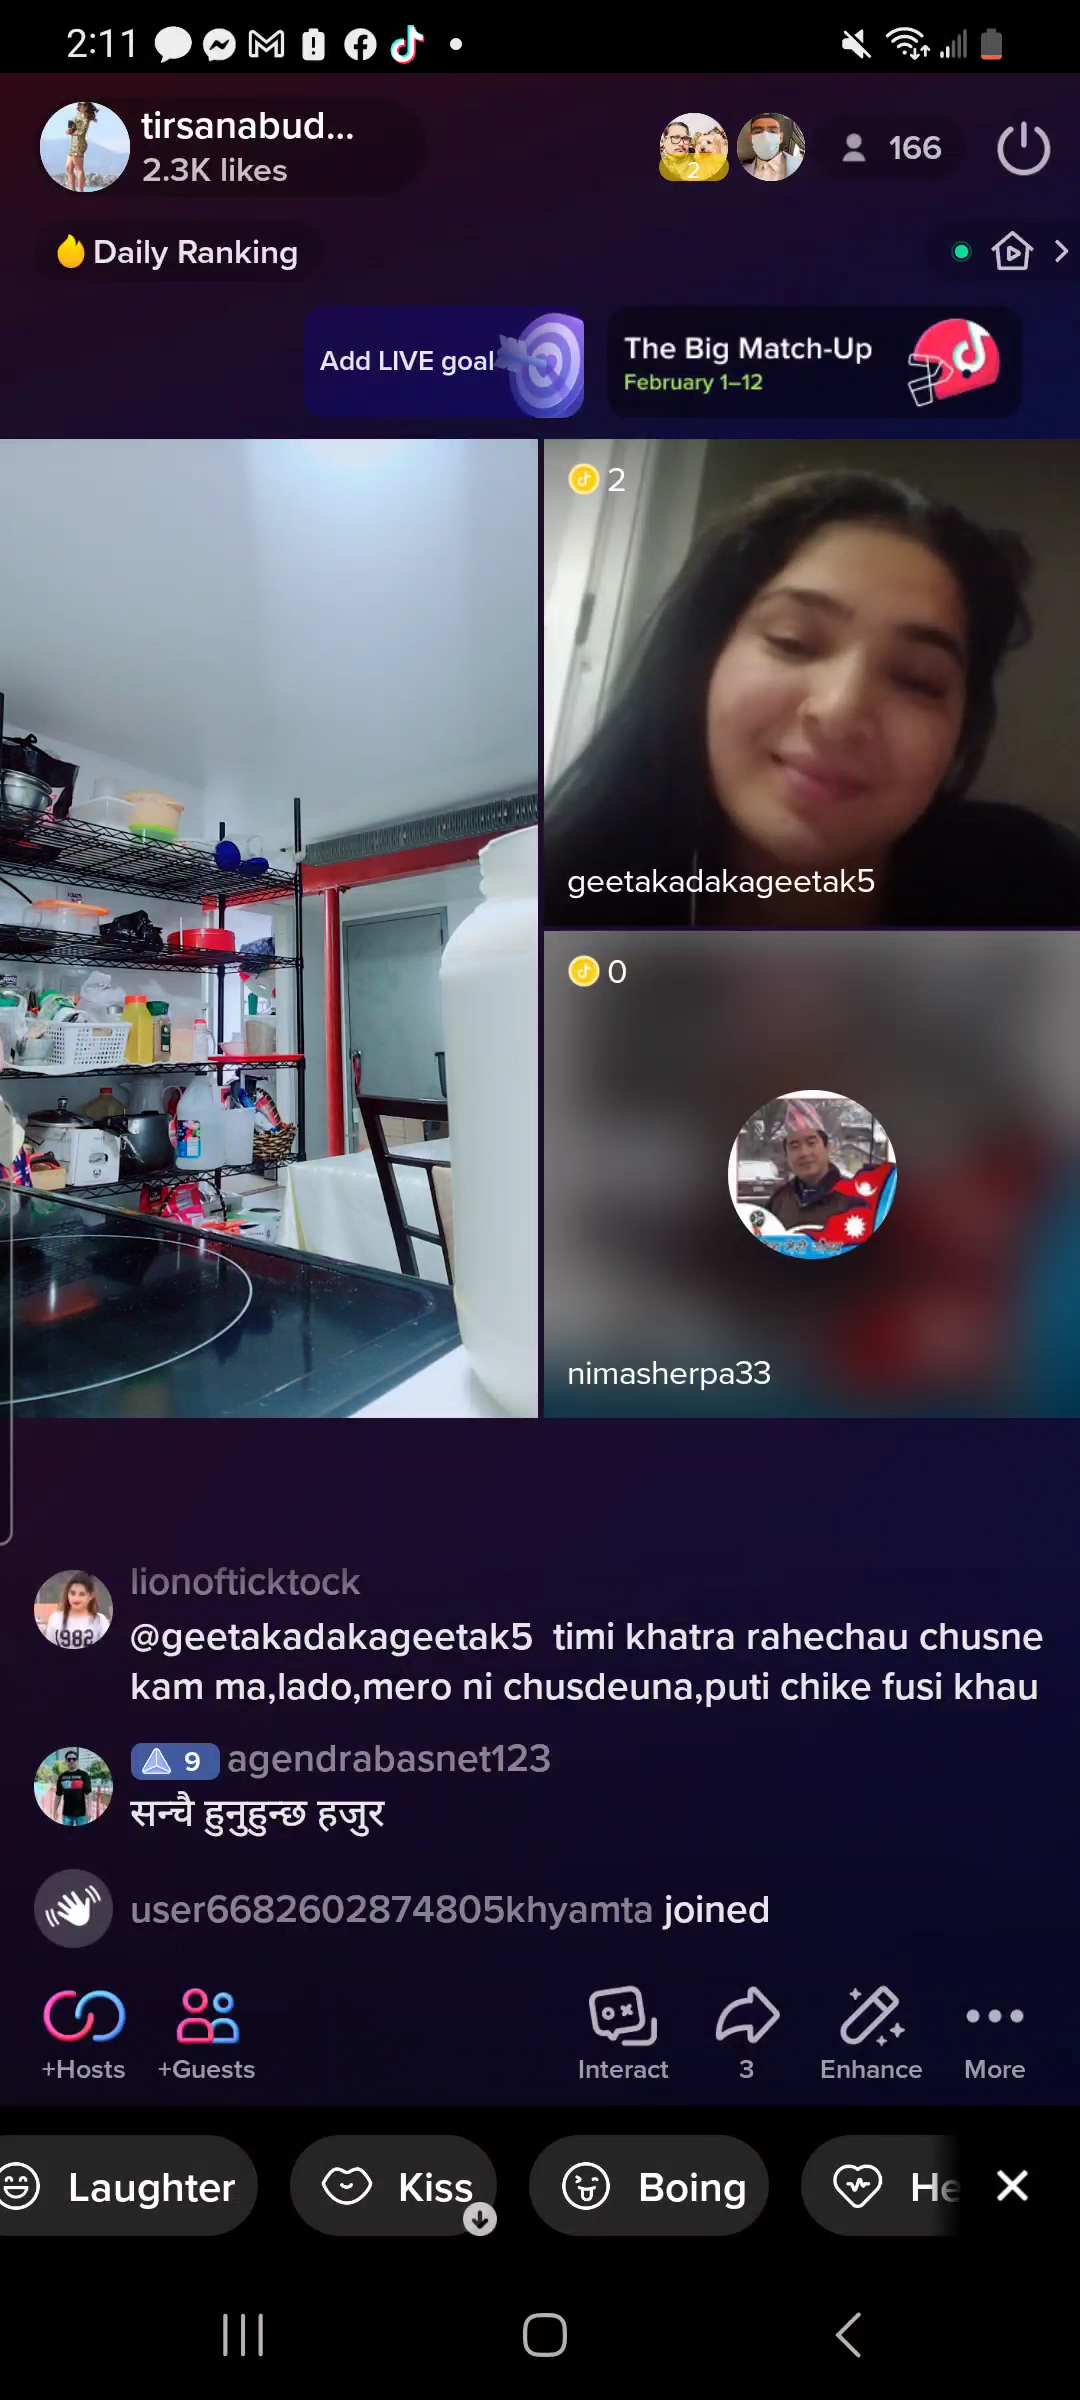 2:11
tirsanabud...
2.3K likes
2
166
Daily Ranking
Add LIVE goal
The Big Match-Up
February 1–12
2
geetakadakageetak5
0
nimasherpa33
lionofticktock
@geetakadakageetak5 timi khatra rahechau chusne
kam ma,lado,mero ni chusdeuna,puti chike fusi khau
9 agendrabasnet123
सन्चै हुनुहुन्छ हजुर
user6682602874805khyamta joined
+Hosts
+Guests
Interact
3
Enhance
More
Laughter
Kiss
Boing
He